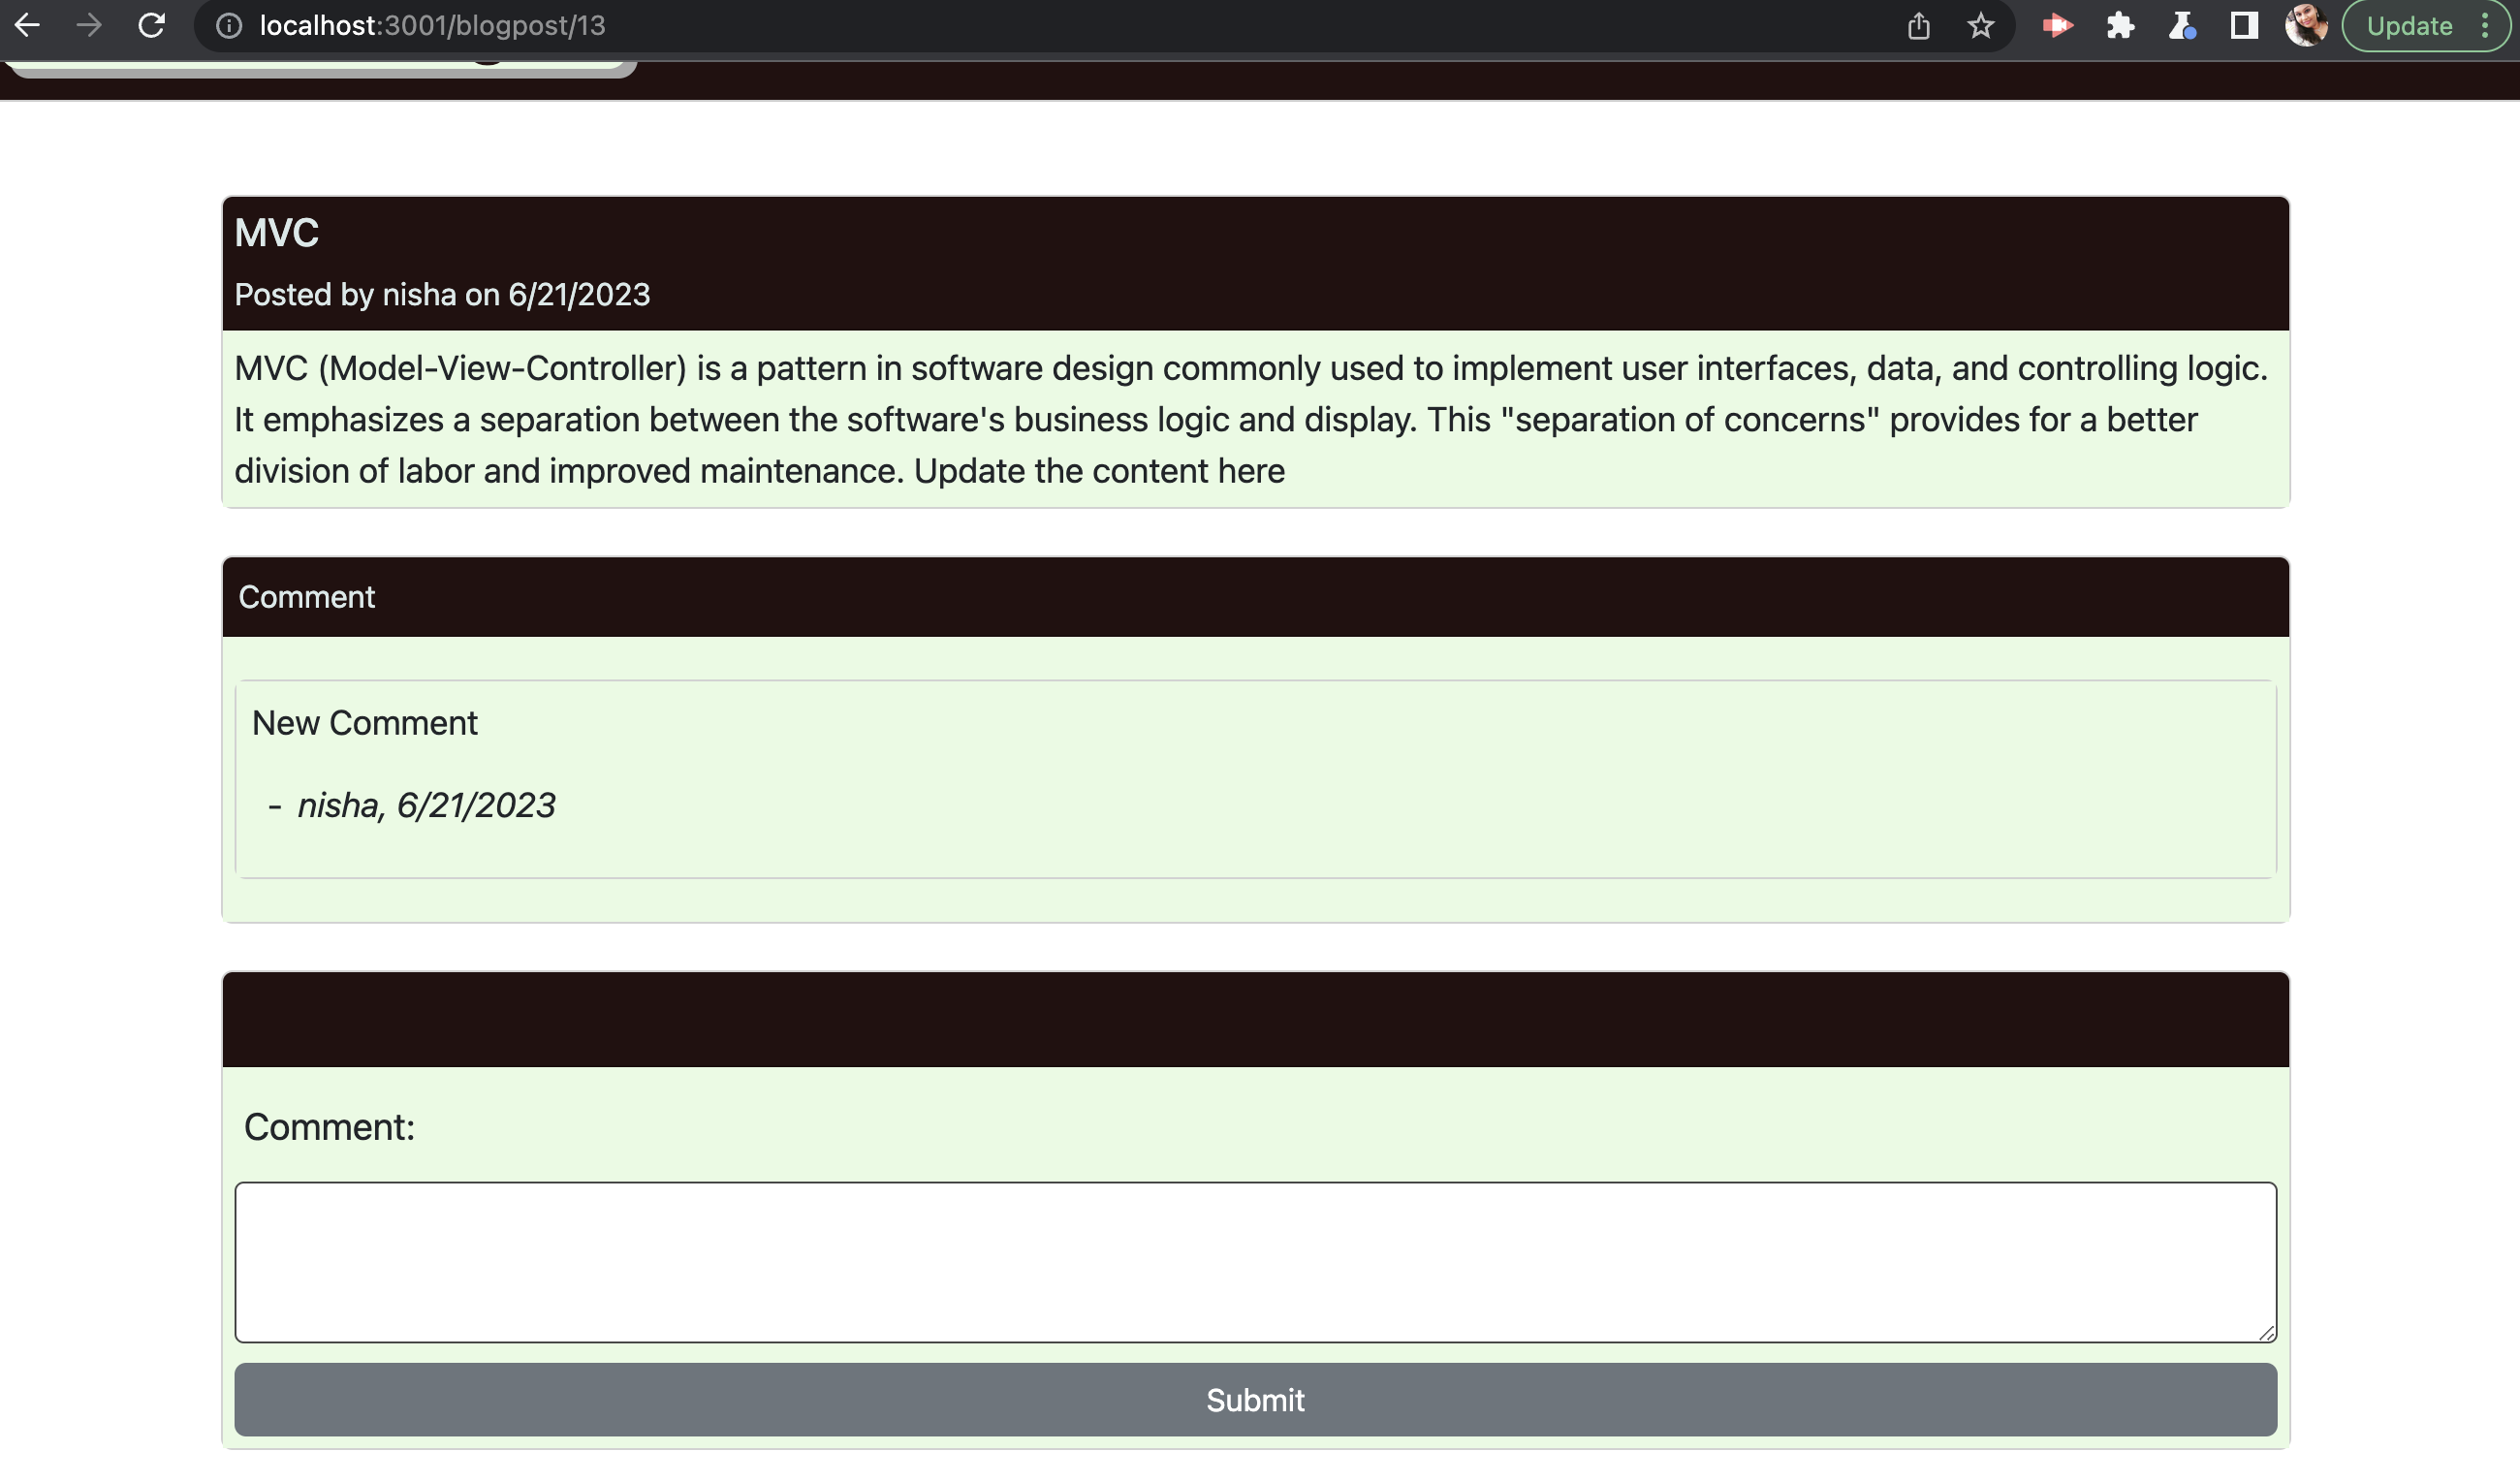 localhost:3001/blogpost/13
Update
MVC
Posted by nisha on 6/21/2023
MVC (Model-View-Controller) is a pattern in software design commonly used to implement user interfaces, data, and controlling logic.
It emphasizes a separation between the software's business logic and display. This "separation of concerns" provides for a better
division of labor and improved maintenance. Update the content here
Comment
New Comment
- nisha, 6/21/2023
Comment:
Submit